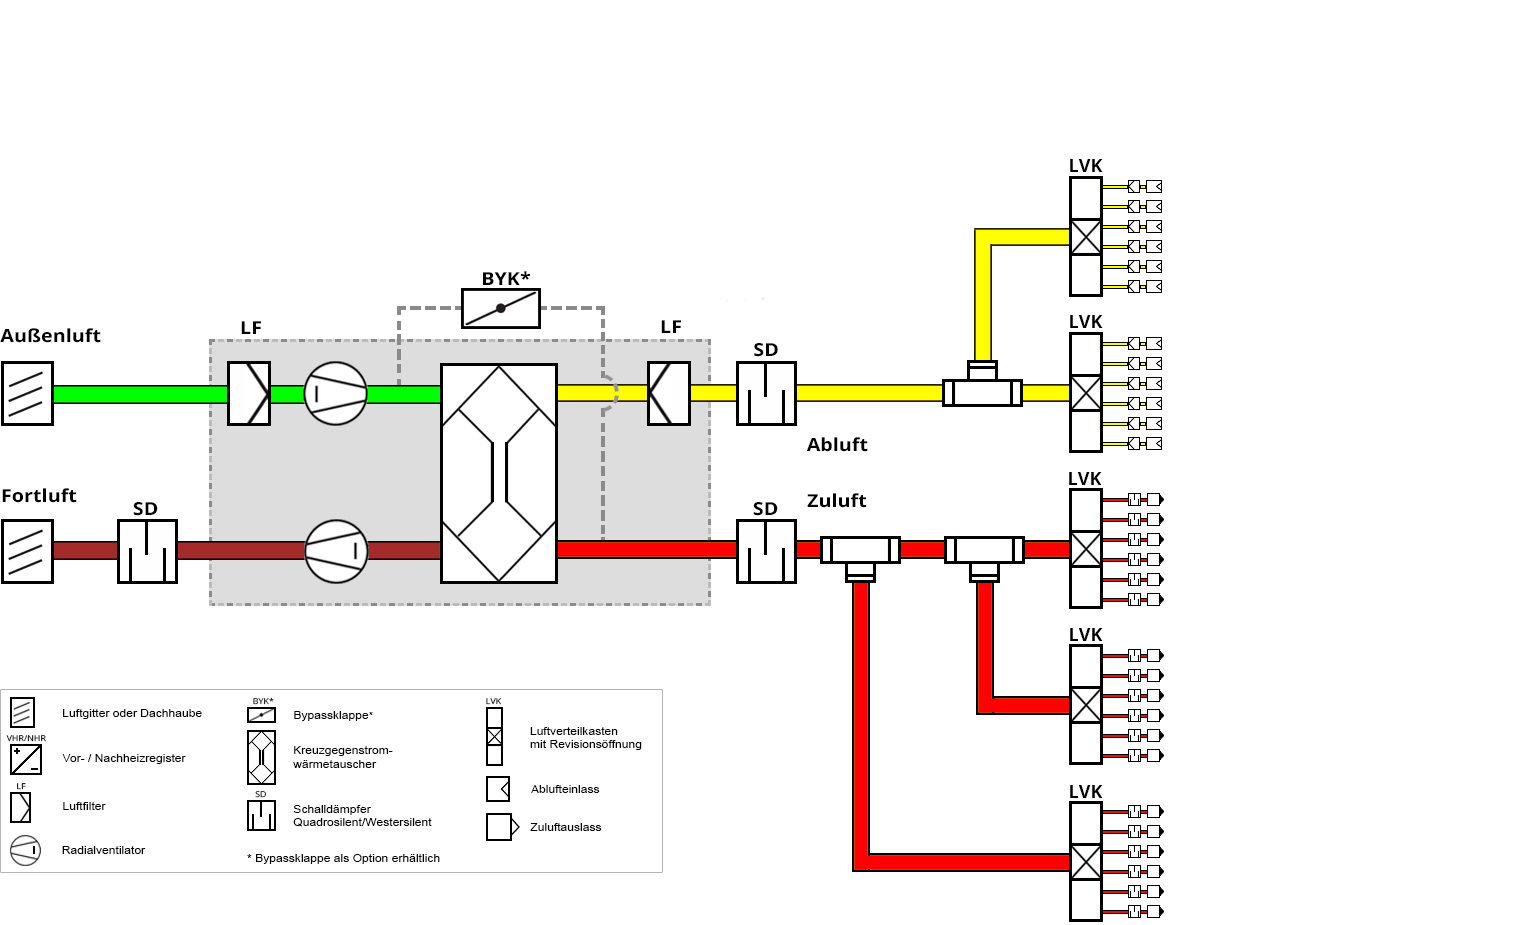 LVK
LVK
BYK*
LF
LF
Außenluft
SD
Abluft
Fortluft
SD
SD
Zuluft
LVK
LVK
LVK
Luftgitter oder Dachhaube
VHR/NHR
Vor- / Nachheizregister
LF
Luftfilter
Radialventilator
BYK*
Bypassklappe*
Kreuzgegenstrom-
wärmetauscher
SD
Schalldämpfer
Quadrosilent/Westersilent
* Bypassklappe als Option erhältlich
LVK
Luftverteilkasten
mit Revisionsöffnung
Ablufteinlass
Zuluftauslass